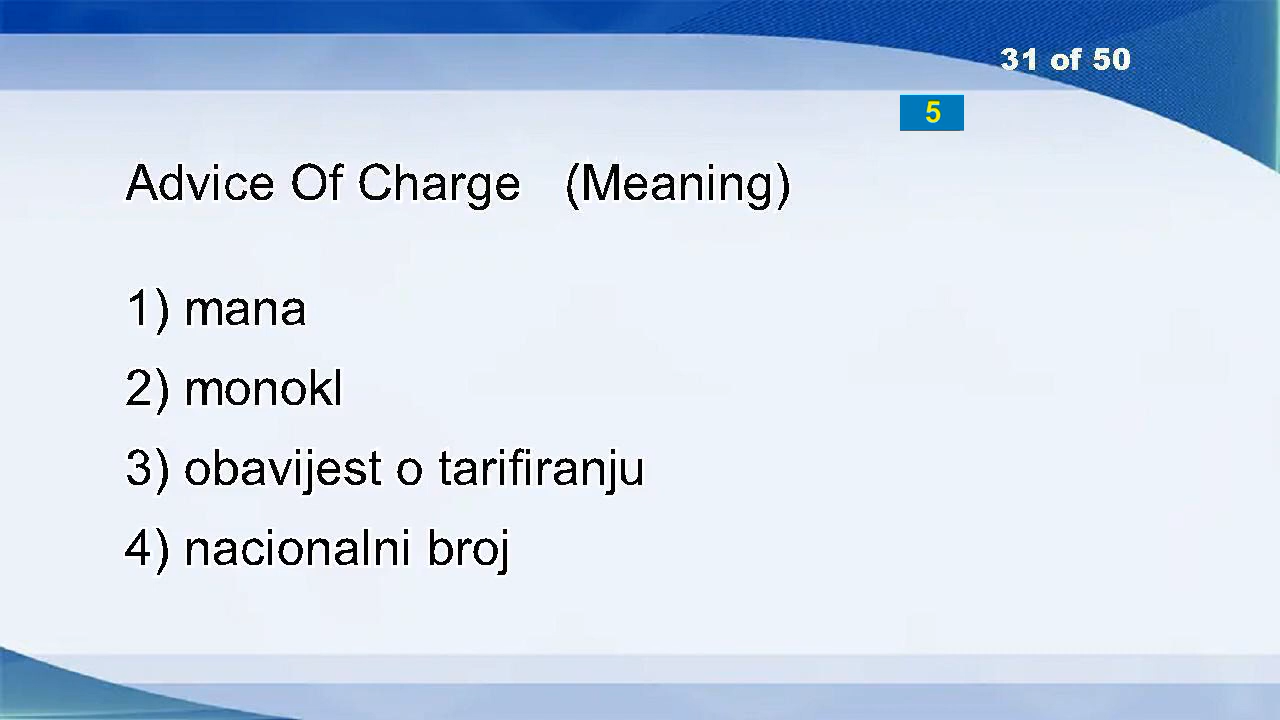 31 of 50
5
Advice Of Charge (Meaning)
1) mana
2) monokl
3) obavijest o tarifiranju
4) nacionalni broj